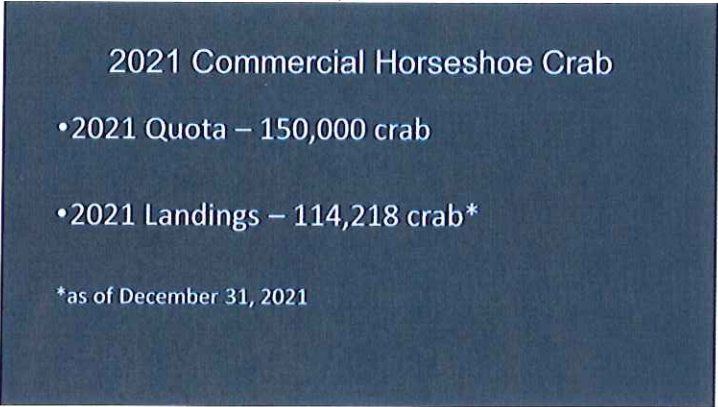 2021 Commercial Horseshoe Crab
•2021 Quota – 150,000 crab
•2021 Landings – 114,218 crab*
*as of December 31, 2021